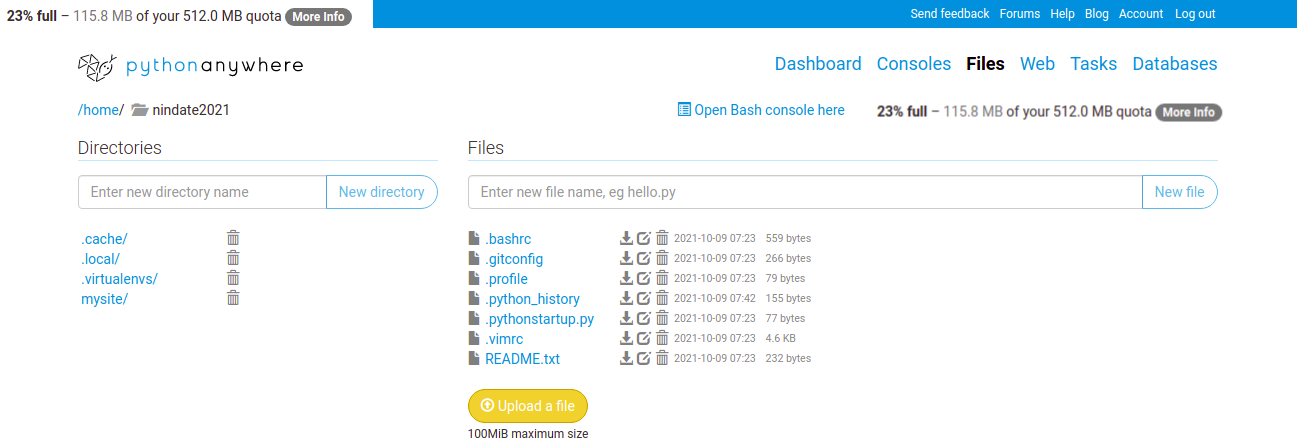 23% full – 115.8 MB of your 512.0 MB quota More Info
Send feedback Forums Help Blog Account Log out
pythonanywhere
Dashboard Consoles Files Web Tasks Databases
/home/ nindate2021
Open Bash console here
23% full – 115.8 MB of your 512.0 MB quota More Info
Directories
Enter new directory name New directory
.cache/
.local/
.virtualenvs/
mysite/
Files
Enter new file name, eg hello.py New file
.bashrc 2021-10-09 07:23 559 bytes
.gitconfig 2021-10-09 07:23 266 bytes
.profile 2021-10-09 07:23 79 bytes
.python_history 2021-10-09 07:42 155 bytes
.pythonstartup.py 2021-10-09 07:23 77 bytes
.vimrc 2021-10-09 07:23 4.6 KB
README.txt 2021-10-09 07:23 232 bytes
Upload a file
100MiB maximum size